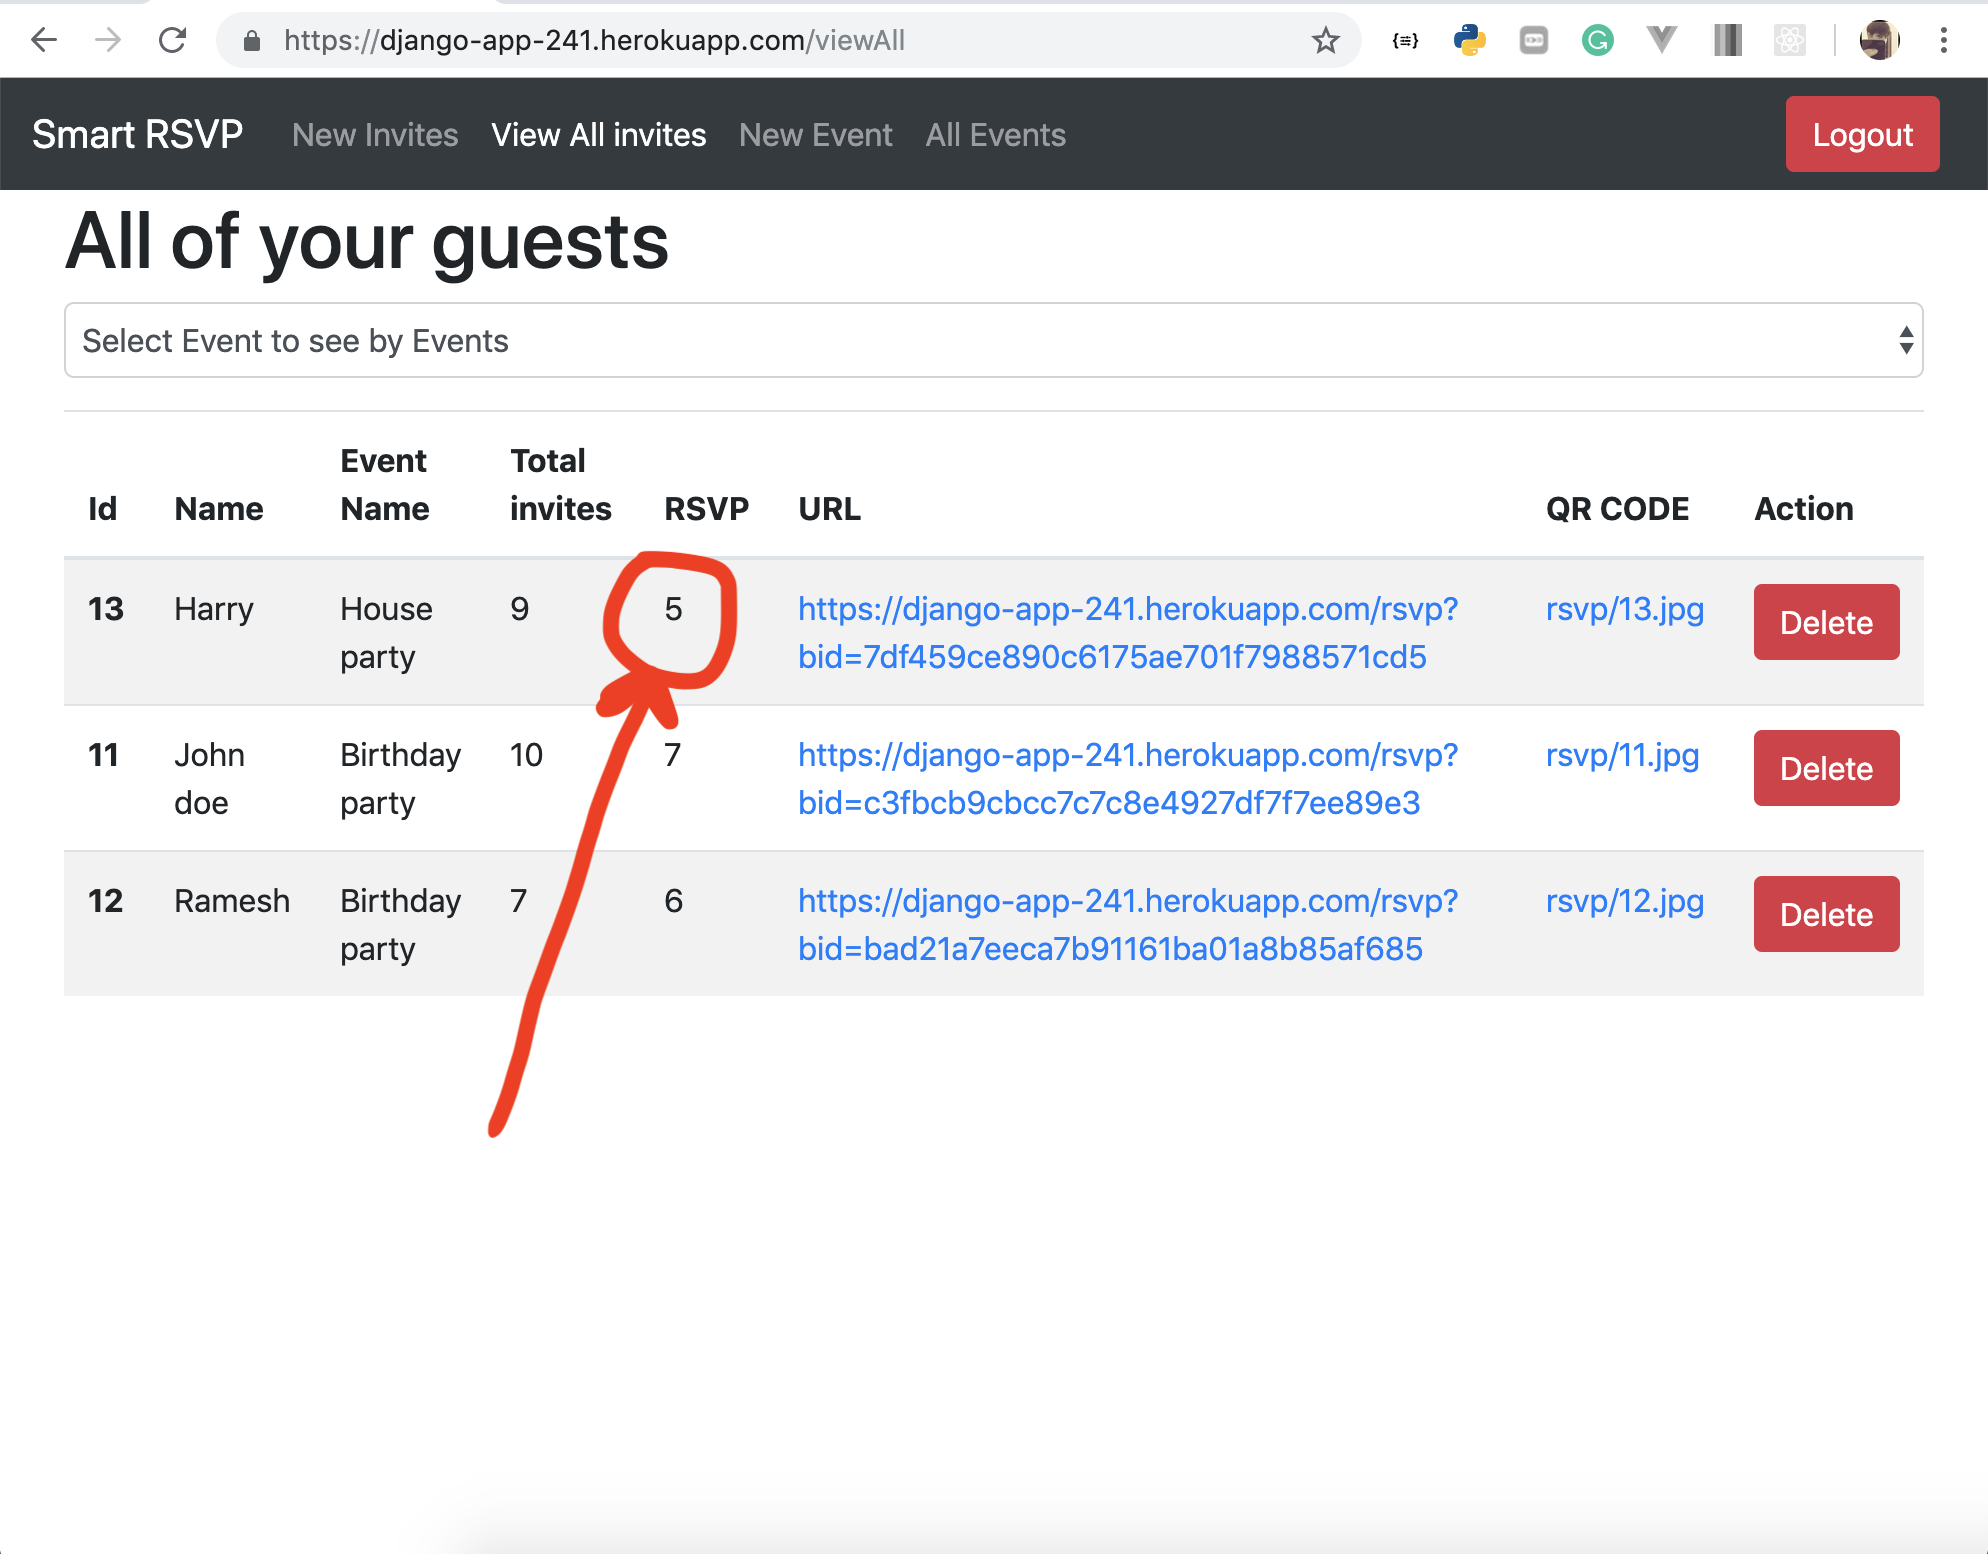 https://django-app-241.herokuapp.com/viewAll
Smart RSVP New Invites View All invites New Event All Events Logout
All of your guests
Select Event to see by Events
Id Name Event Name Total invites RSVP URL QR CODE Action
13 Harry House party 9 5 https://django-app-241.herokuapp.com/rsvp?bid=7df459ce890c6175ae701f7988571cd5 rsvp/13.jpg Delete
11 John doe Birthday party 10 7 https://django-app-241.herokuapp.com/rsvp?bid=c3fbcb9cbcc7c7c8e4927df7f7ee89e3 rsvp/11.jpg Delete
12 Ramesh Birthday party 7 6 https://django-app-241.herokuapp.com/rsvp?bid=bad21a7eeca7b91161ba01a8b85af685 rsvp/12.jpg Delete